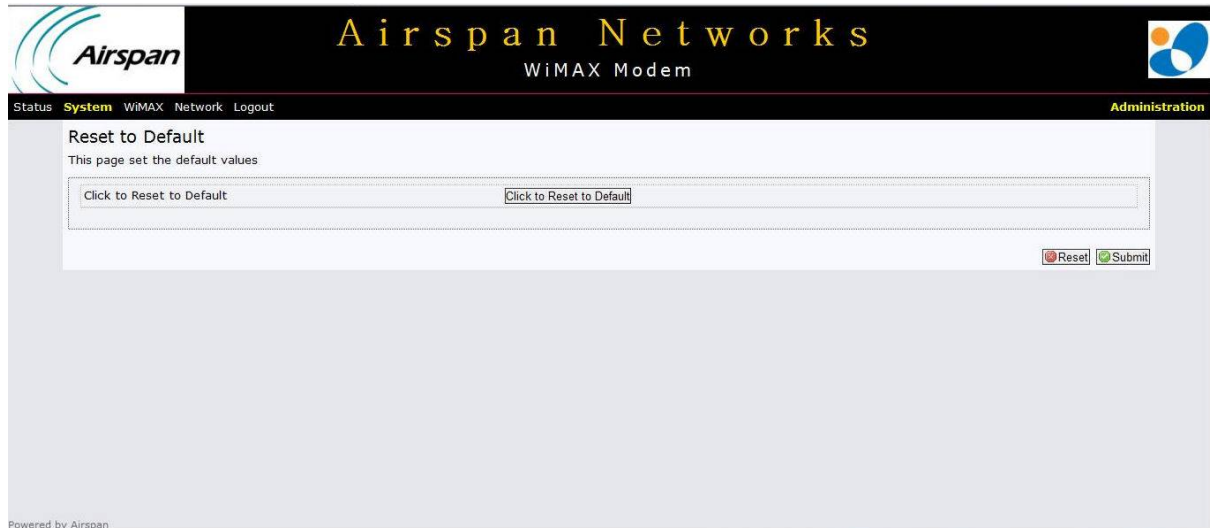 Airspan
Airspan Networks
WiMAX Modem
Status System WiMAX Network Logout
Administration
Reset to Default
This page set the default values
Click to Reset to Default
Click to Reset to Default
Reset Submit
Powered by Airspan